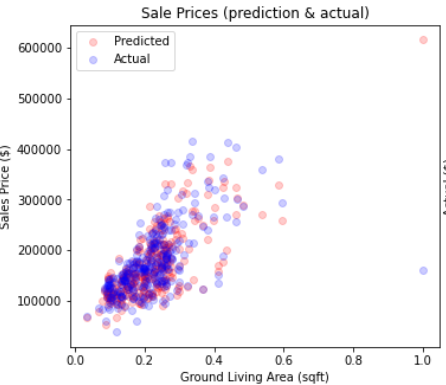 Sale Prices (prediction & actual)
Predicted
Actual
600000
500000
400000
300000
200000
100000
Sales Price ($)
0.0 0.2 0.4 0.6 0.8 1.0
Ground Living Area (sqft)